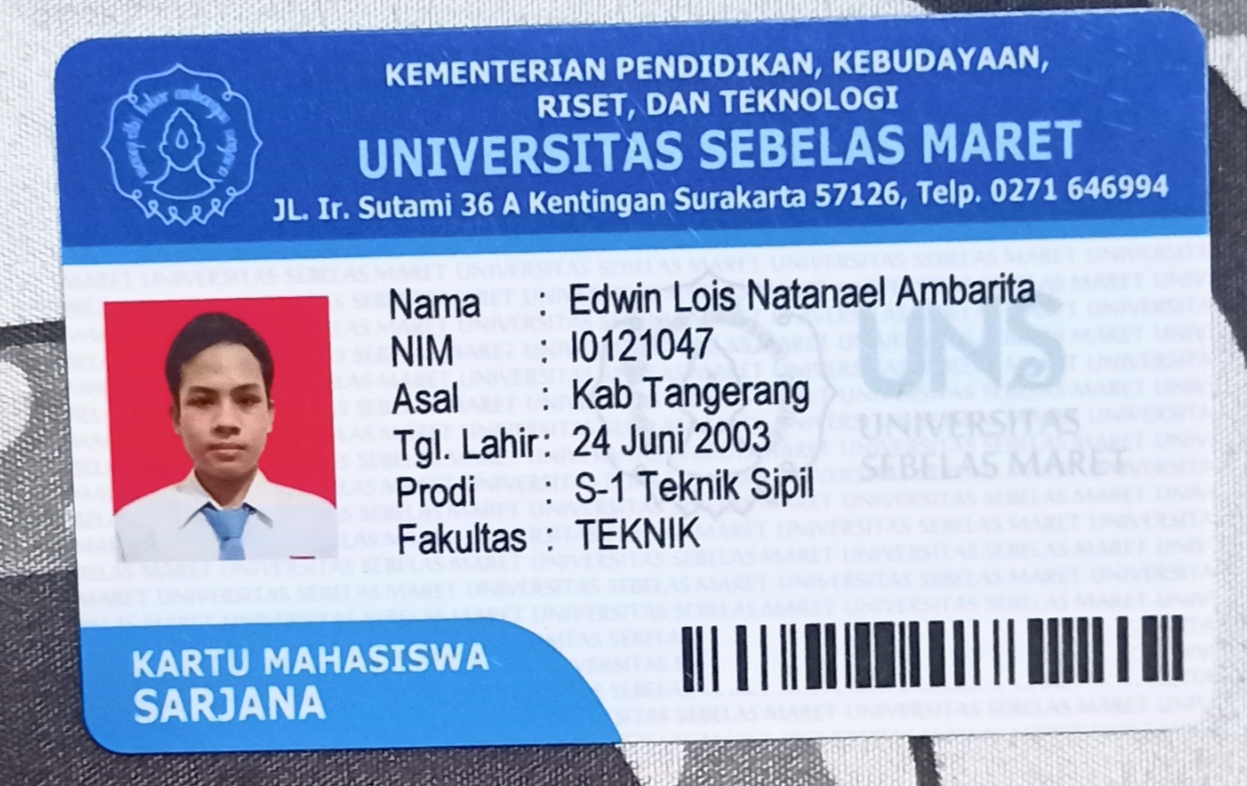 KEMENTERIAN PENDIDIKAN, KEBUDAYAAN,
RISET, DAN TEKNOLOGI
UNIVERSITAS SEBELAS MARET
JL. Ir. Sutami 36 A Kentingan Surakarta 57126, Telp. 0271 646994
Nama : Edwin Lois Natanael Ambarita
NIM : I0121047
Asal : Kab Tangerang
Tgl. Lahir : 24 Juni 2003
Prodi : S-1 Teknik Sipil
Fakultas : TEKNIK
UNS
UNIVERSITAS
SEBELAS MARET
KARTU MAHASISWA
SARJANA